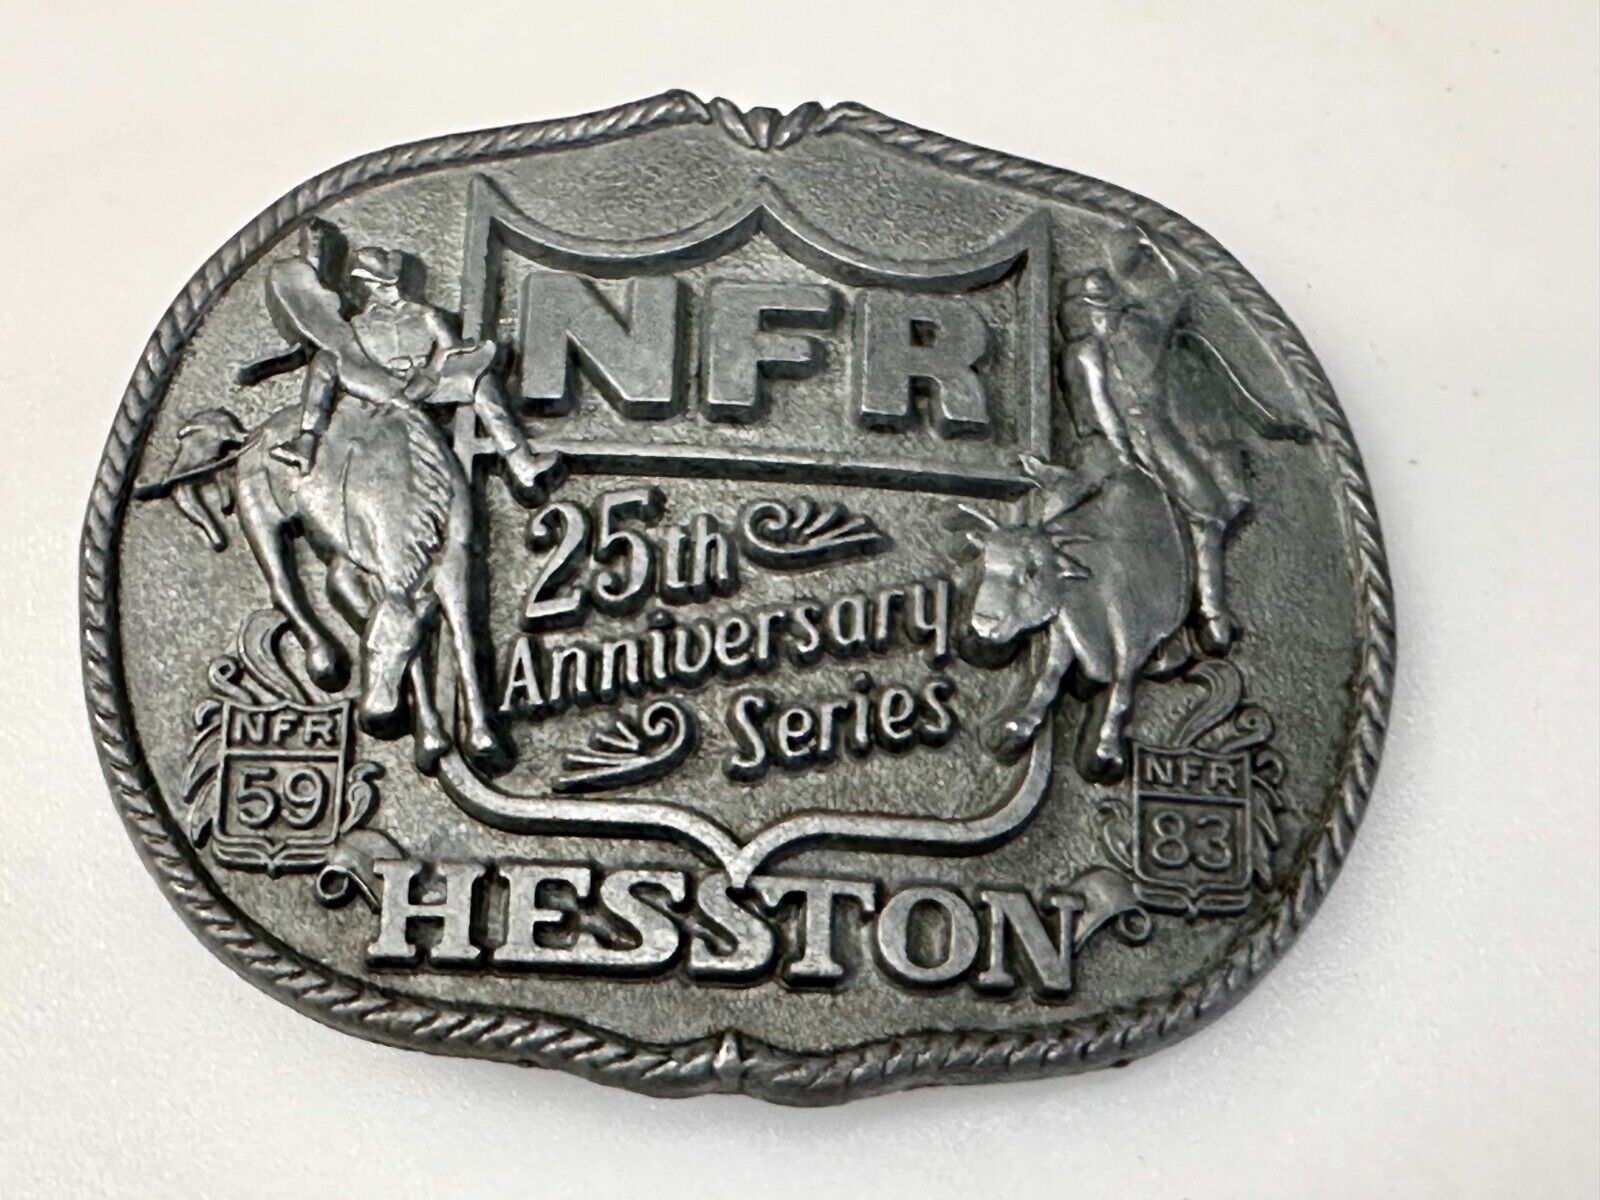 NFR
25th
Anniversary
Series
NFR
59
NFR
83
HESSTON